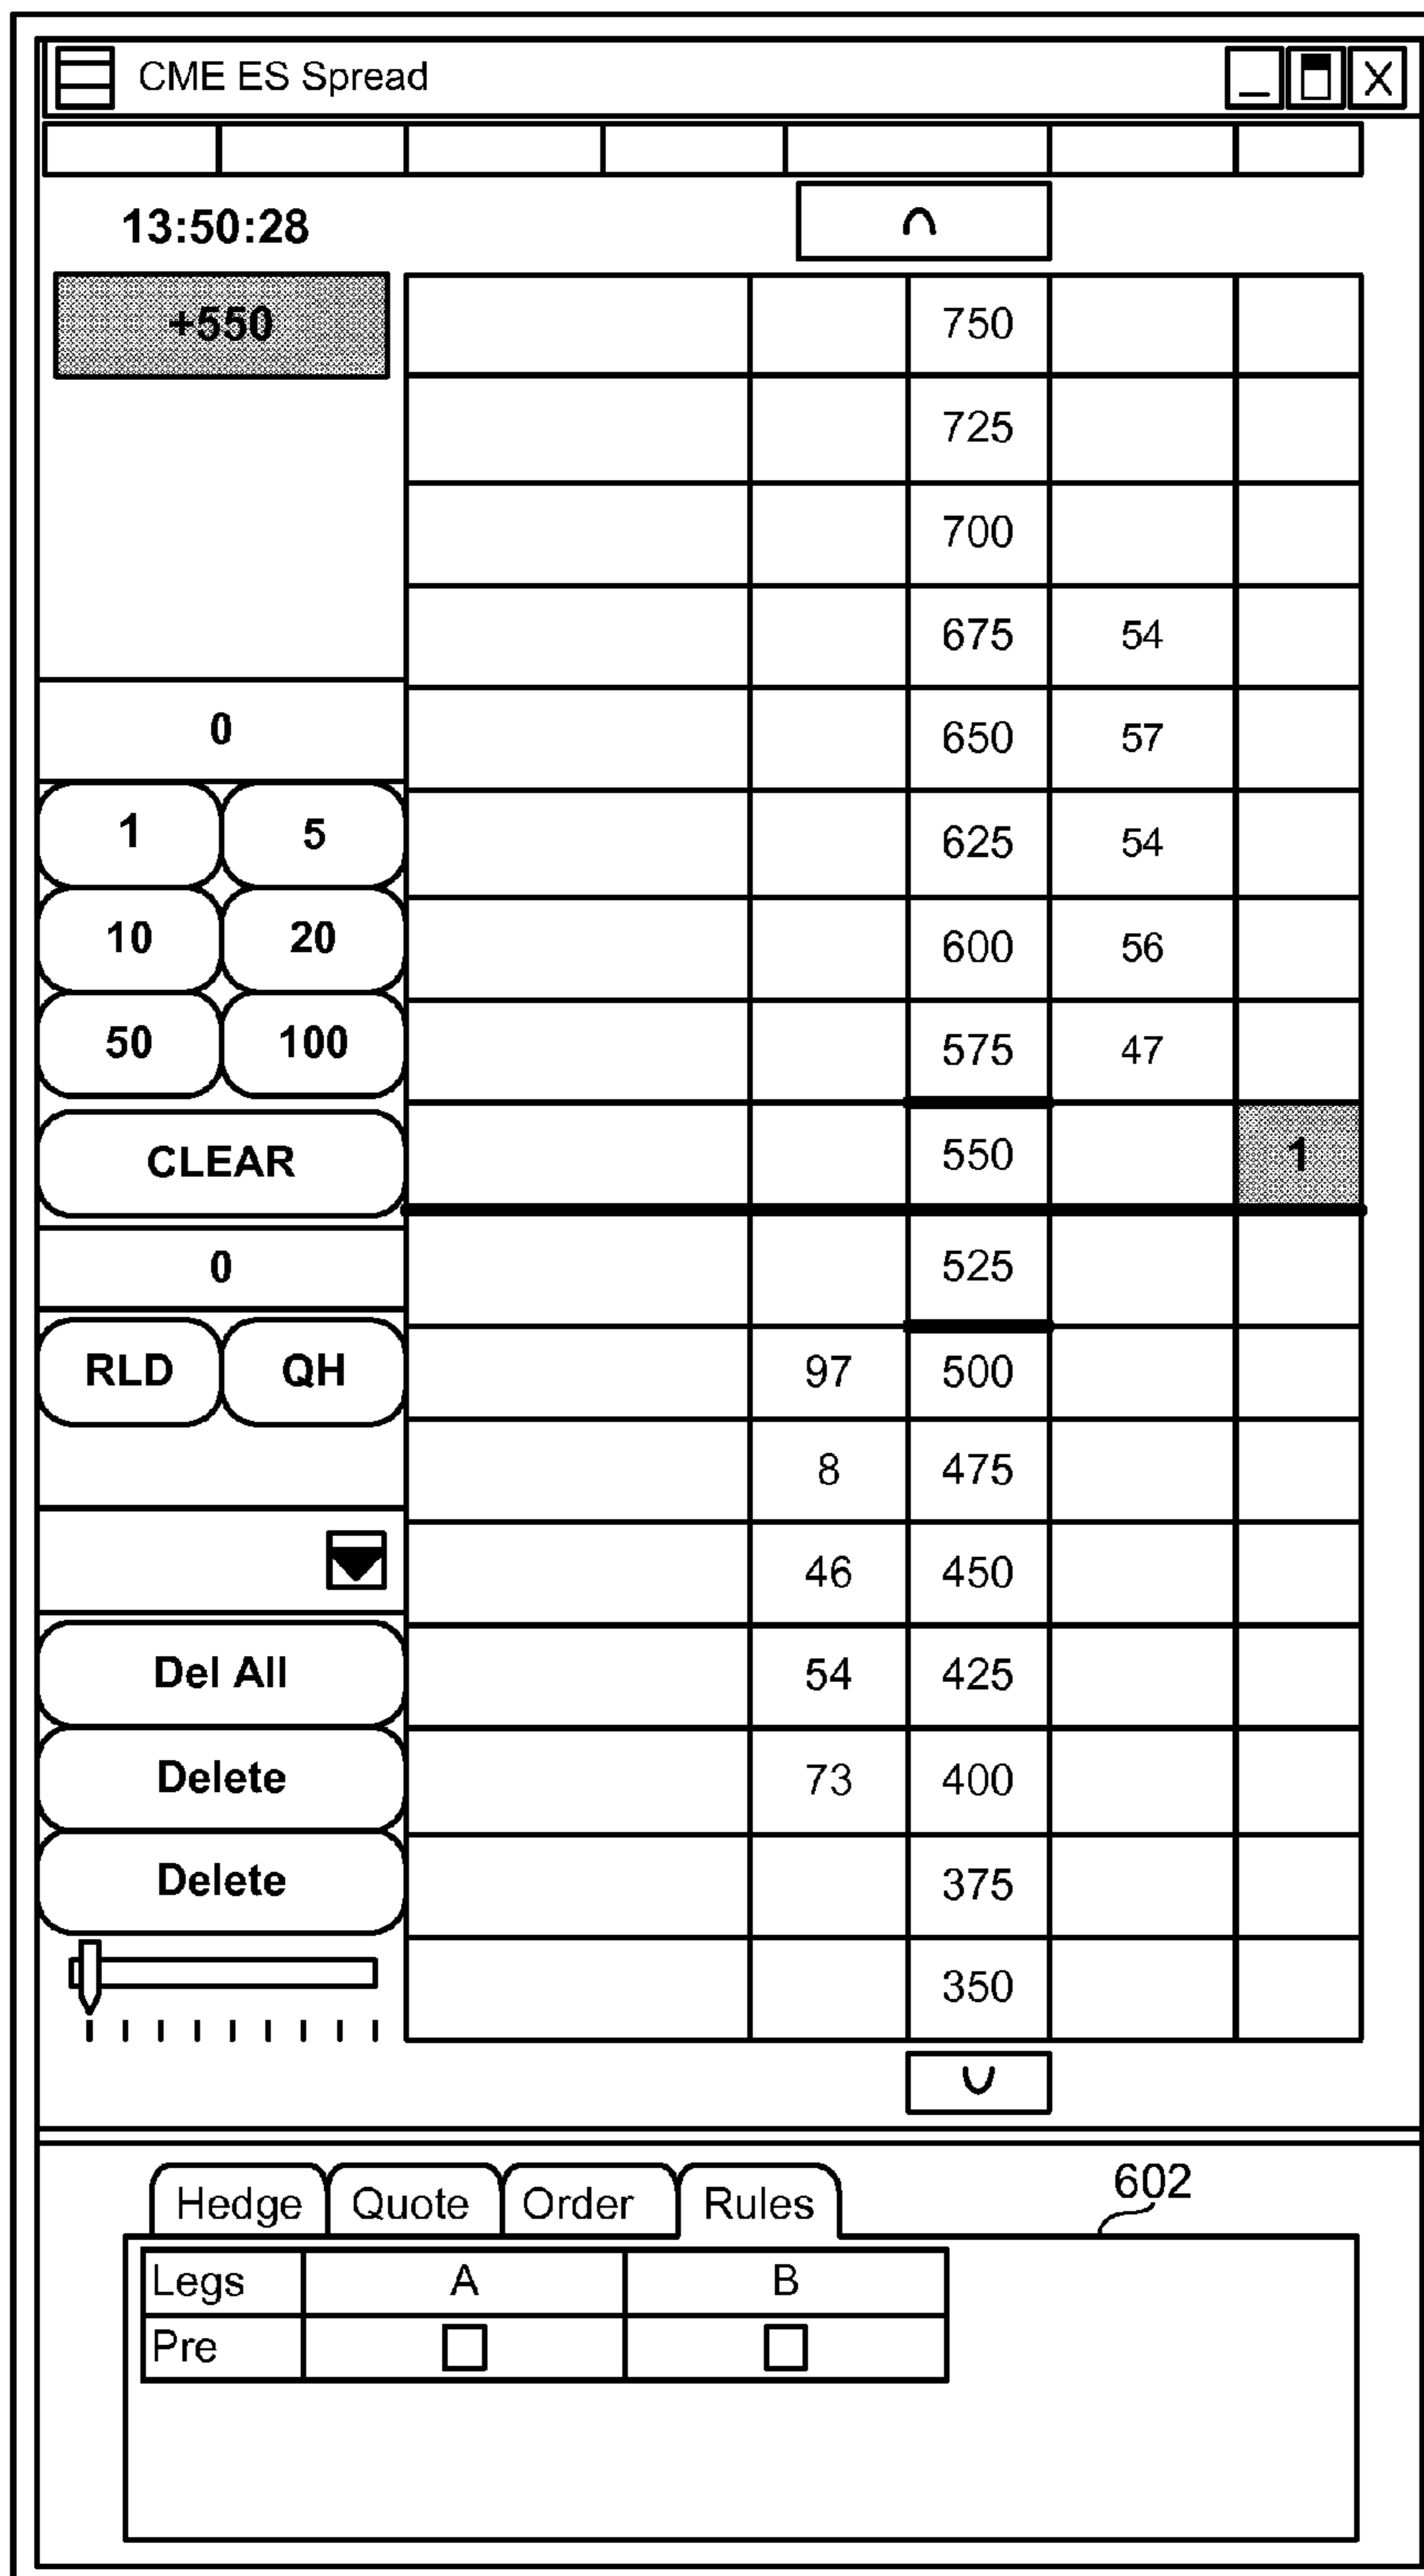 CME ES Spread
X
13:50:28
+550
750
725
700
675 54
0
650 57
1 5
625 54
10 20
600 56
50 100
575 47
CLEAR
550 1
0
525
RLD QH
97 500
8 475
46 450
Del All
54 425
Delete
73 400
Delete
375
350
602
Hedge Quote Order Rules
Legs A B
Pre